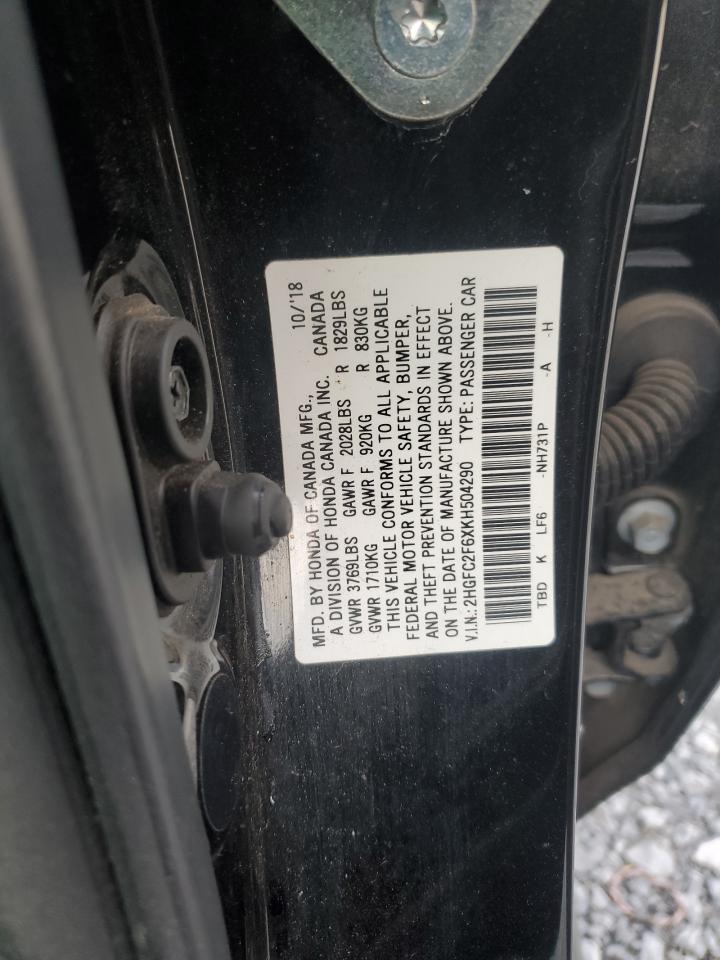 MFD. BY HONDA OF CANADA MFG., 10/'18
A DIVISION OF HONDA CANADA INC. CANADA
GVWR 3769LBS GAWR F 2028LBS R 1829LBS
GVWR 1710KG GAWR F 920KG R 830KG
THIS VEHICLE CONFORMS TO ALL APPLICABLE
FEDERAL MOTOR VEHICLE SAFETY, BUMPER,
AND THEFT PREVENTION STANDARDS IN EFFECT
ON THE DATE OF MANUFACTURE SHOWN ABOVE.
V.I.N.: 2HGFC2F6XKH504290 TYPE: PASSENGER CAR
TBD K LF6 -NH731P -A -H